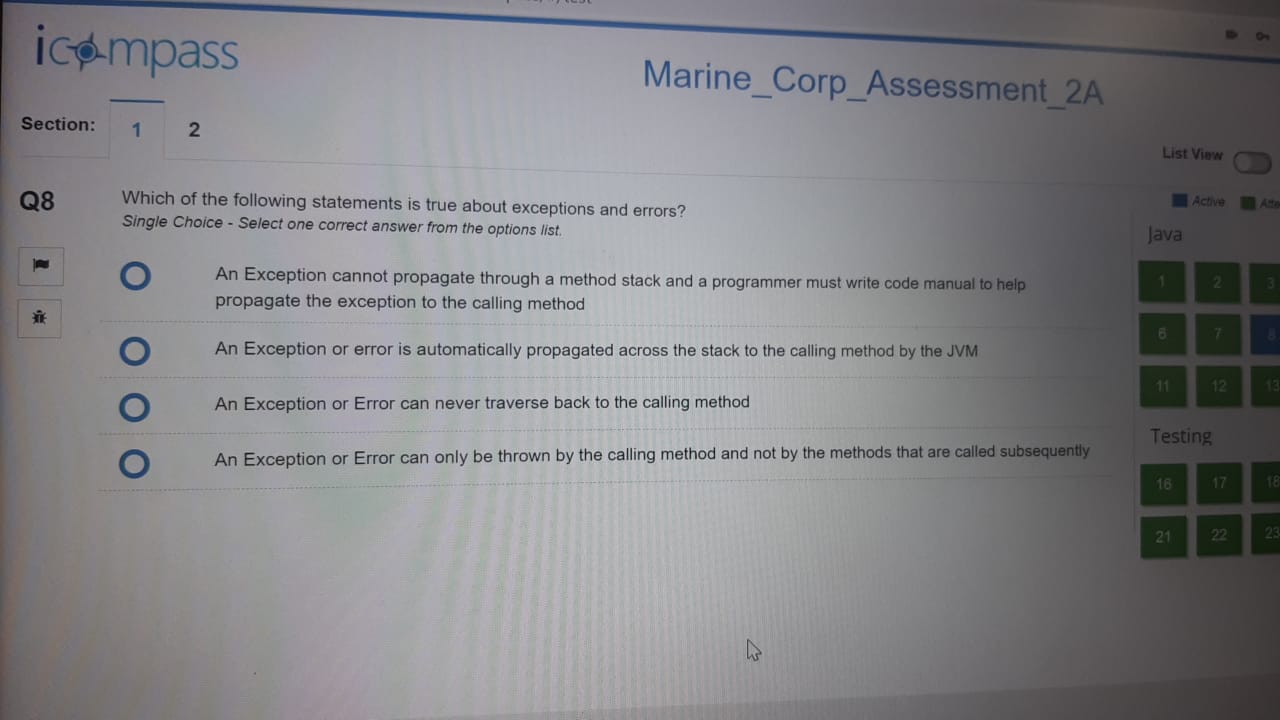 icompass
Marine_Corp_Assessment_2A
Section:
1
2
List View
Active
Q8
Which of the following statements is true about exceptions and errors?
Single Choice - Select one correct answer from the options list.
An Exception cannot propagate through a method stack and a programmer must write code manual to help
propagate the exception to the calling method
An Exception or error is automatically propagated across the stack to the calling method by the JVM
An Exception or Error can never traverse back to the calling method
An Exception or Error can only be thrown by the calling method and not by the methods that are called subsequently
Java
1 2 3
6 7 8
11 12 13
Testing
16 17 18
21 22 23